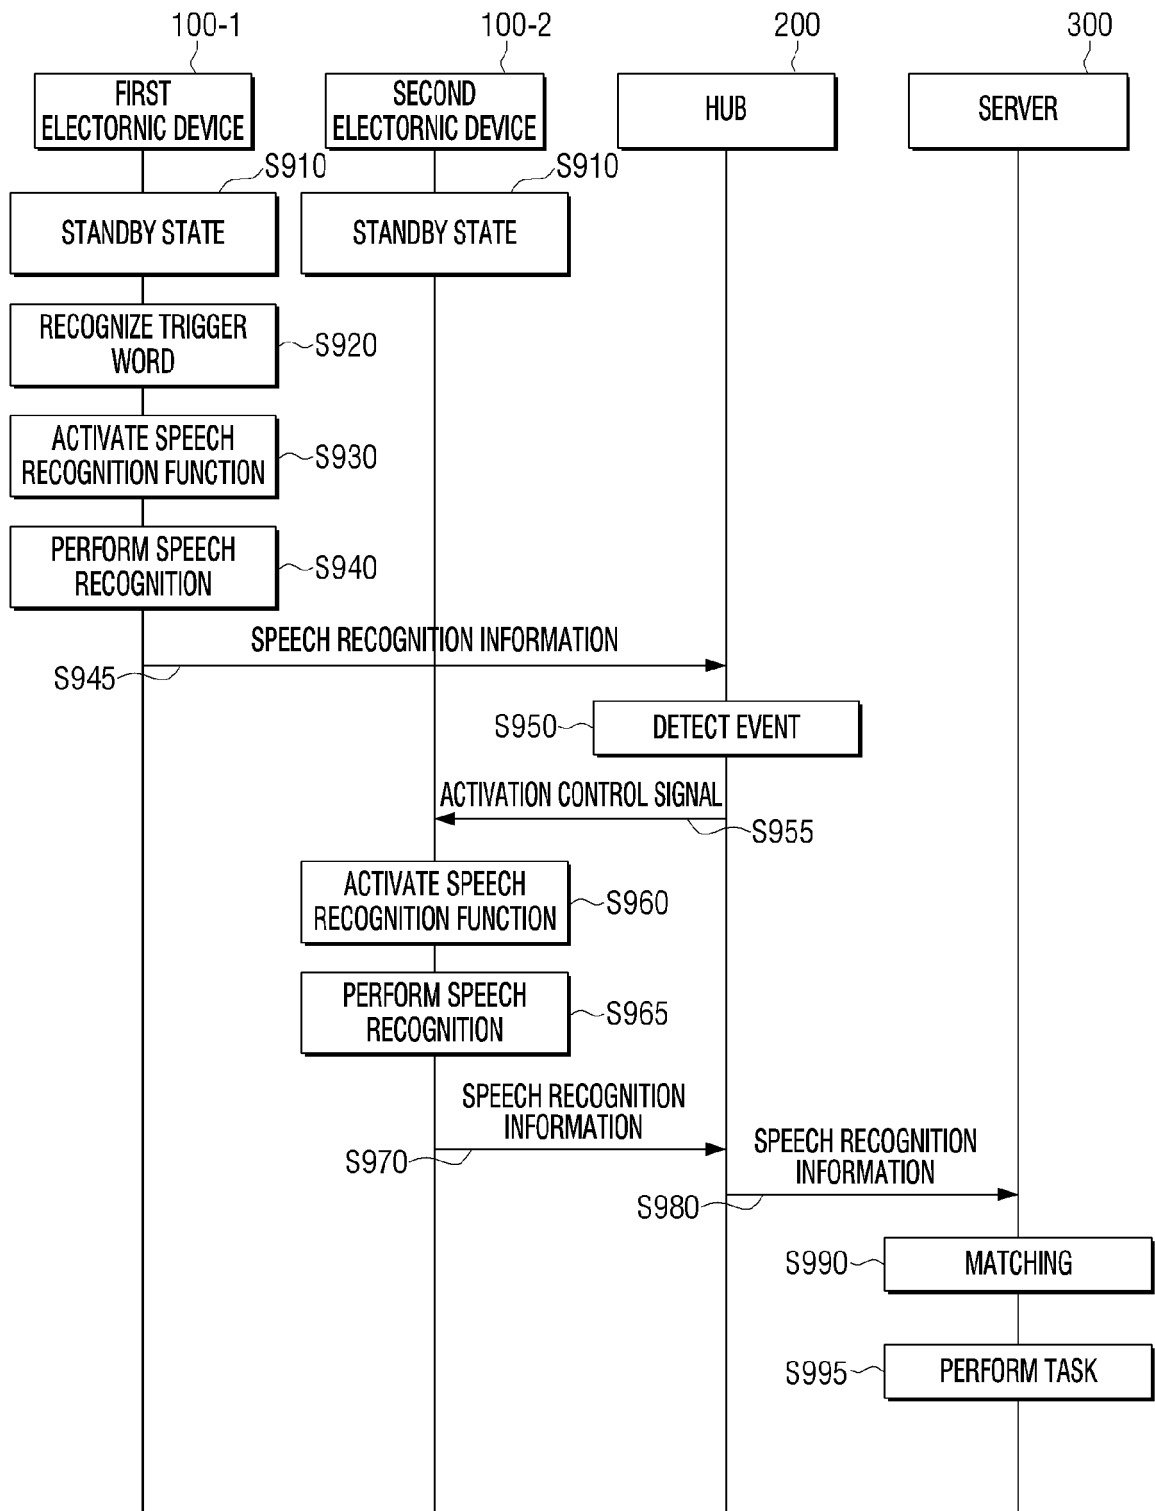 100-1
100-2
200
300
FIRST
ELECTORNIC DEVICE
SECOND
ELECTORNIC DEVICE
HUB
SERVER
S910
S910
STANDBY STATE
STANDBY STATE
RECOGNIZE TRIGGER
WORD
S920
ACTIVATE SPEECH
RECOGNITION FUNCTION
S930
PERFORM SPEECH
RECOGNITION
S940
SPEECH RECOGNITION INFORMATION
S945
S950
DETECT EVENT
ACTIVATION CONTROL SIGNAL
S955
ACTIVATE SPEECH
RECOGNITION FUNCTION
S960
PERFORM SPEECH
RECOGNITION
S965
SPEECH RECOGNITION
INFORMATION
S970
SPEECH RECOGNITION
INFORMATION
S980
S990
MATCHING
S995
PERFORM TASK